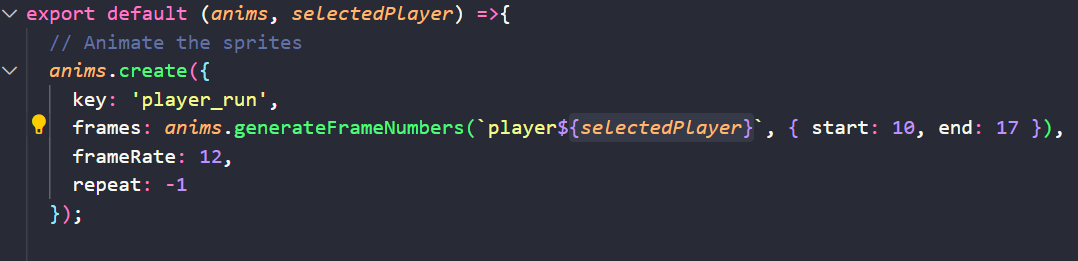 export default (anims, selectedPlayer) =>{
// Animate the sprites
anims.create({
key: 'player_run',
frames: anims.generateFrameNumbers(`player${selectedPlayer}`, { start: 10, end: 17 }),
frameRate: 12,
repeat: -1
});